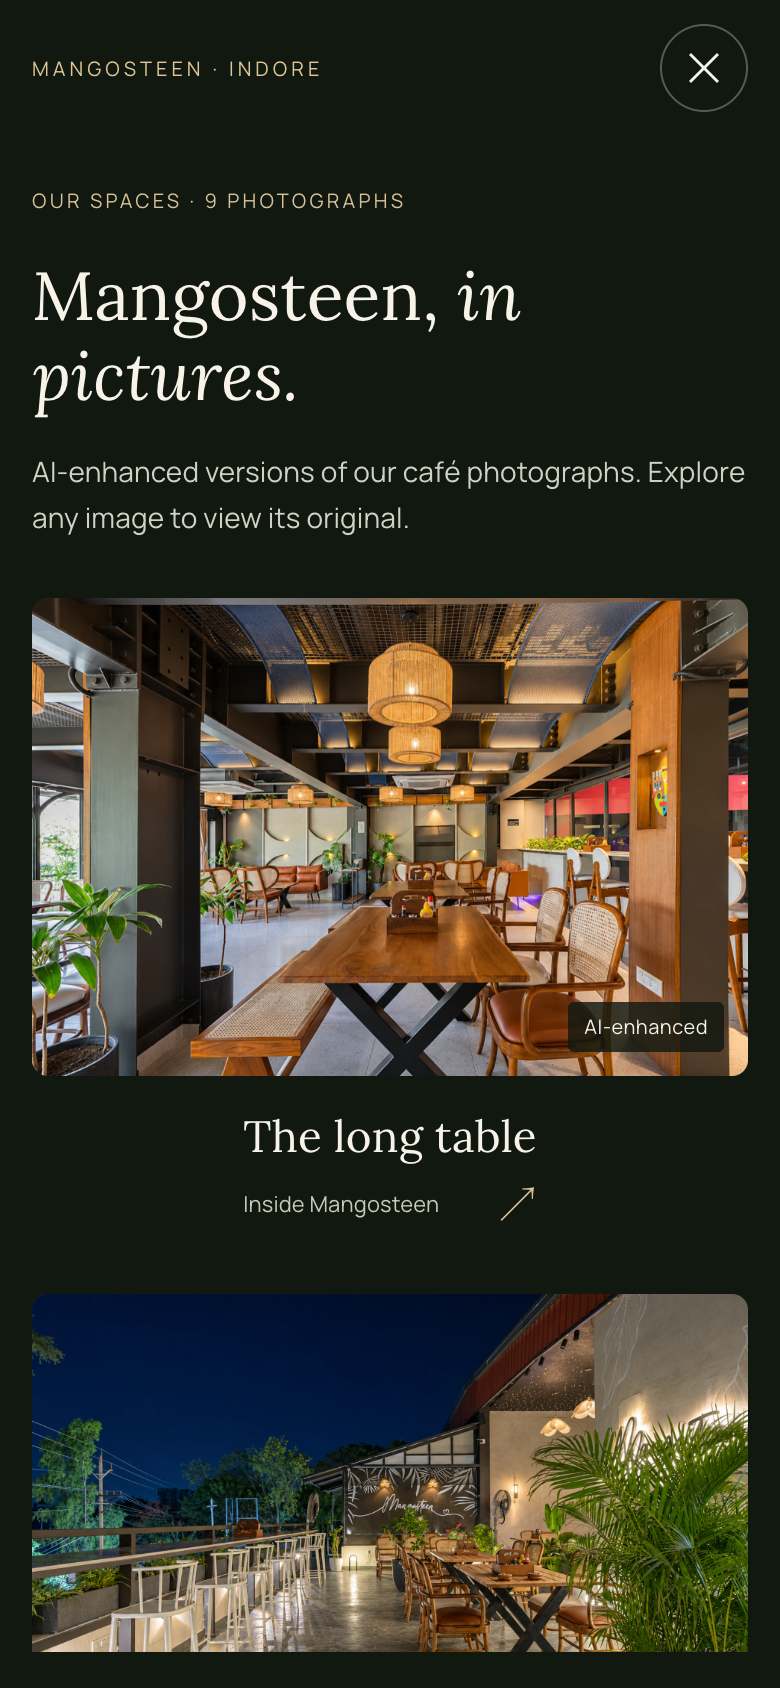 MANGOSTEEN · INDORE
OUR SPACES · 9 PHOTOGRAPHS
Mangosteen, in
pictures.
AI-enhanced versions of our café photographs. Explore
any image to view its original.
AI-enhanced
The long table
Inside Mangosteen
Mangosteen